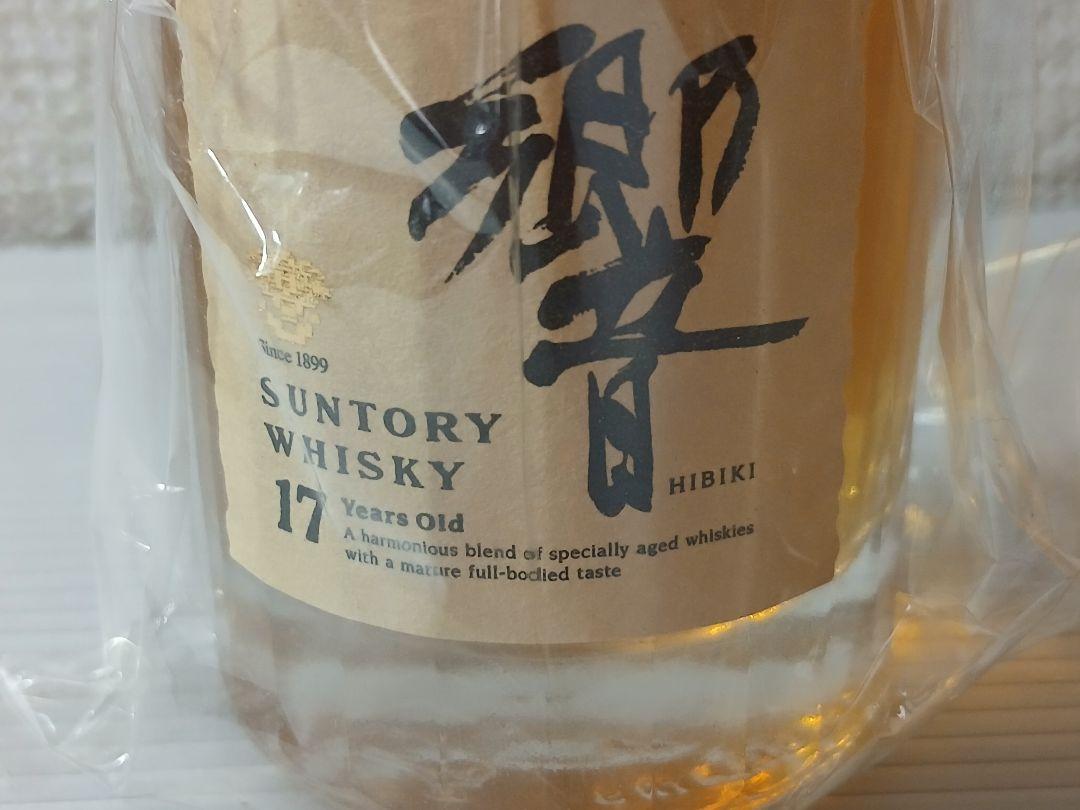 響
Since 1899
SUNTORY
WHISKY
17 Years Old
HIBIKI
A harmonious blend of specially aged whiskies
with a mature full-bodied taste